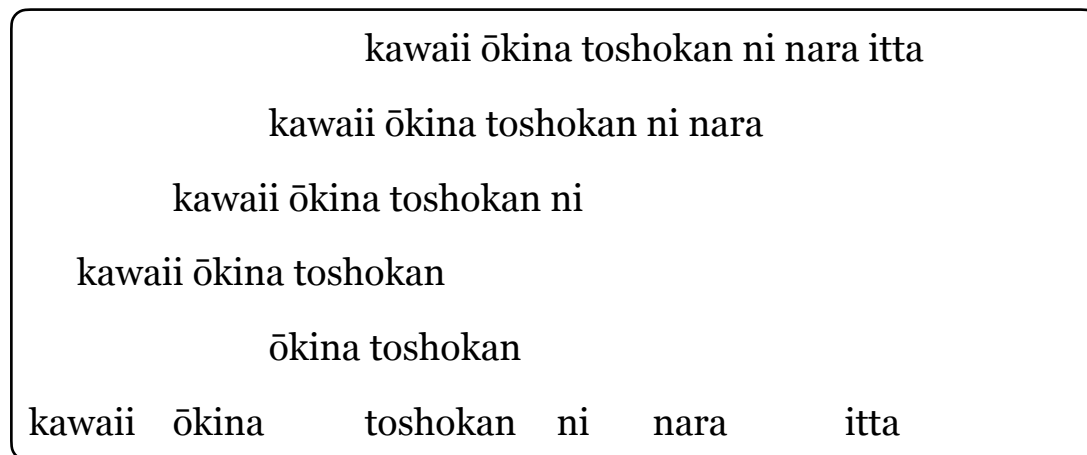 kawaii ōkina toshokan ni nara itta
kawaii ōkina toshokan ni nara
kawaii ōkina toshokan ni
kawaii ōkina toshokan
ōkina toshokan
kawaii ōkina toshokan ni nara itta